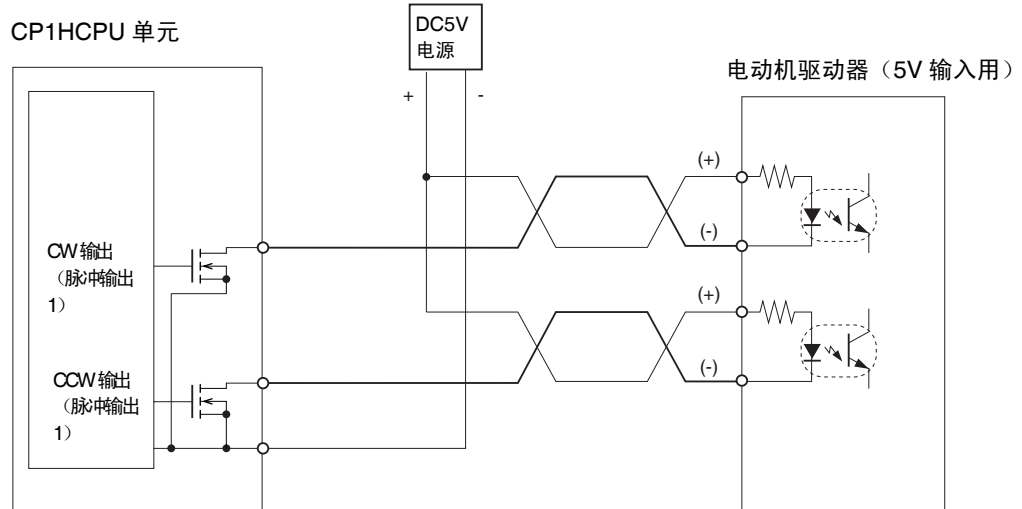 CP1HCPU 单元
DC5V
电源
电动机驱动器（5V 输入用）
+
-
(+)
(-)
CW 输出
（脉冲输出
1）
(+)
(-)
CCW 输出
（脉冲输出
1）